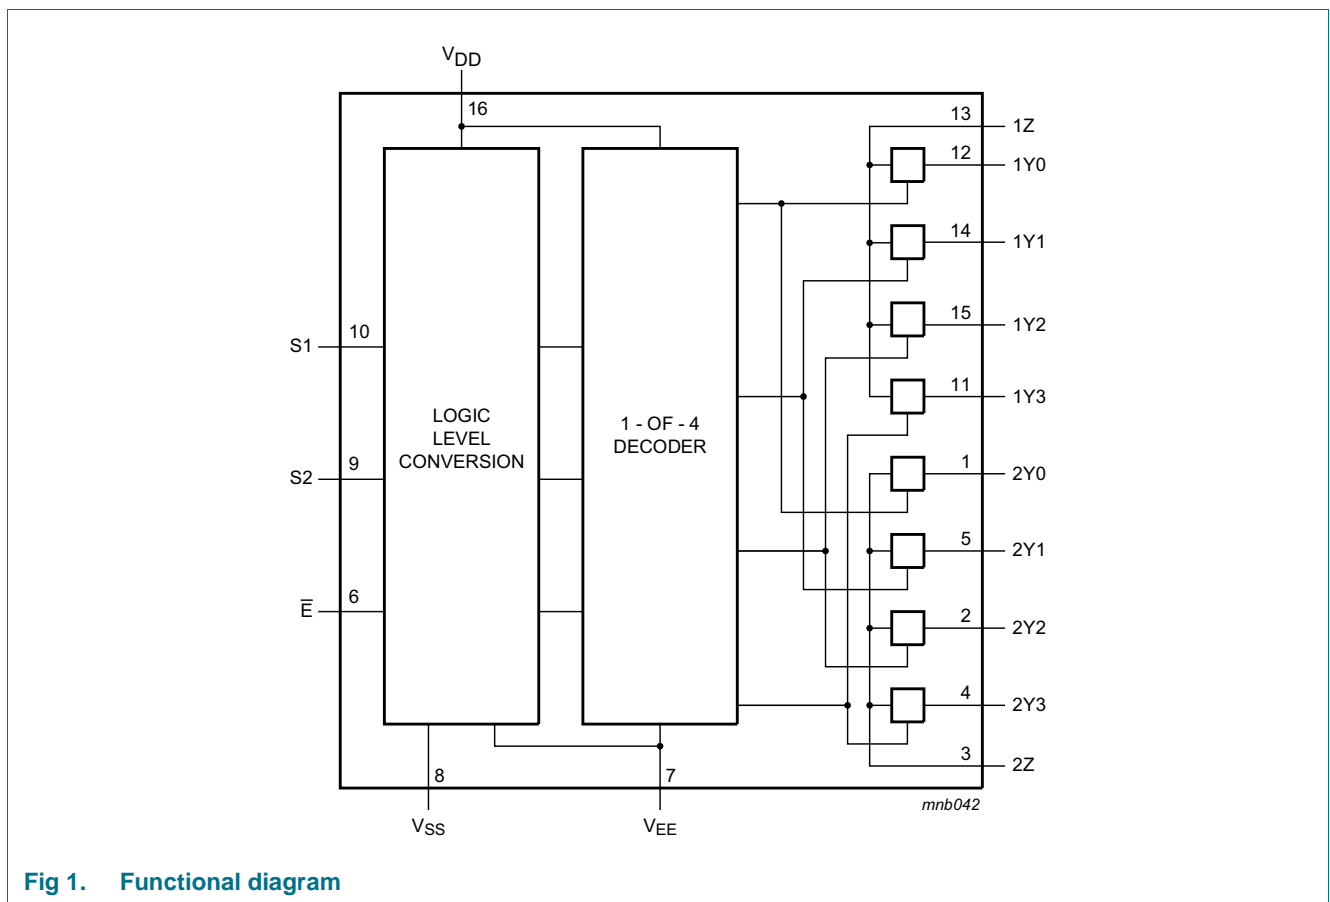 VDD
16
13 1Z
12 1Y0
14 1Y1
15 1Y2
11 1Y3
1 2Y0
5 2Y1
2 2Y2
4 2Y3
3 2Z
10
S1
9
S2
6
E̅
LOGIC
LEVEL
CONVERSION
1 - OF - 4
DECODER
8
VSS
7
VEE
mnb042
Fig 1. Functional diagram